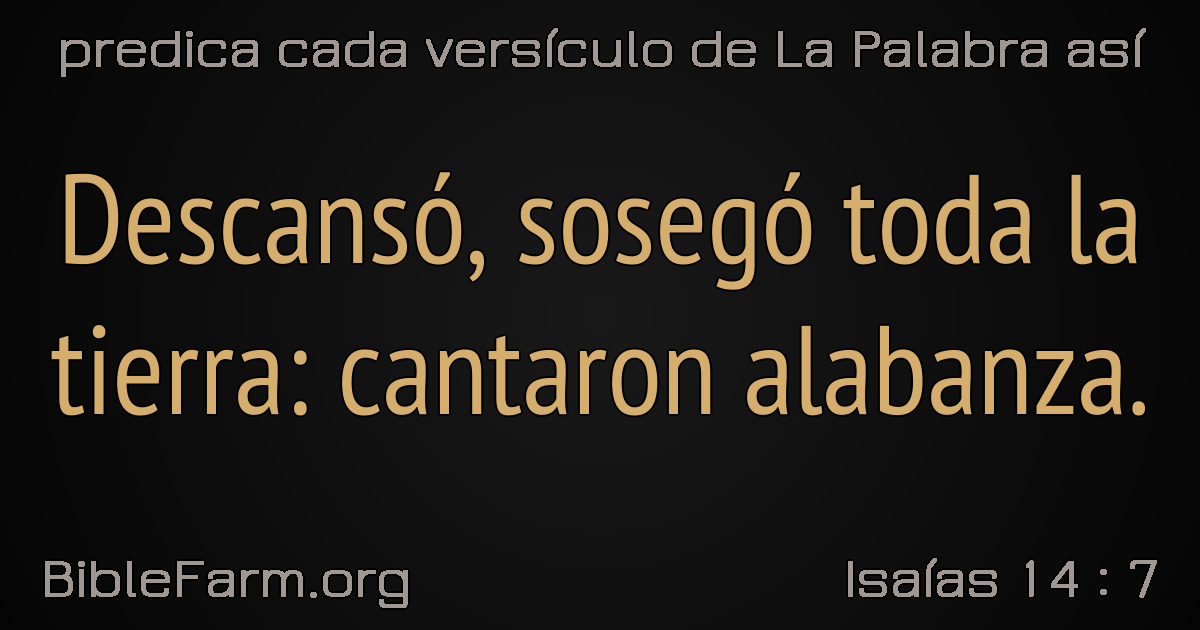 predica cada versículo de La Palabra así
Descansó, sosegó toda la
tierra: cantaron alabanza.
BibleFarm.org
Isaías 14 : 7